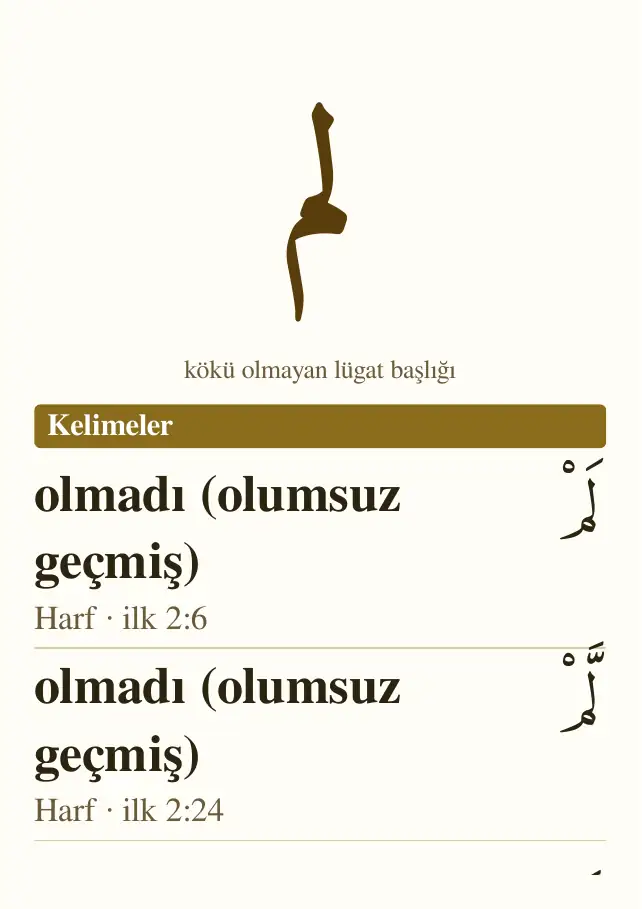 لم
kökü olmayan lügat başlığı
Kelimeler
olmadı (olumsuz geçmiş) لَمْ
Harf · ilk 2:6
olmadı (olumsuz geçmiş) لَّمْ
Harf · ilk 2:24